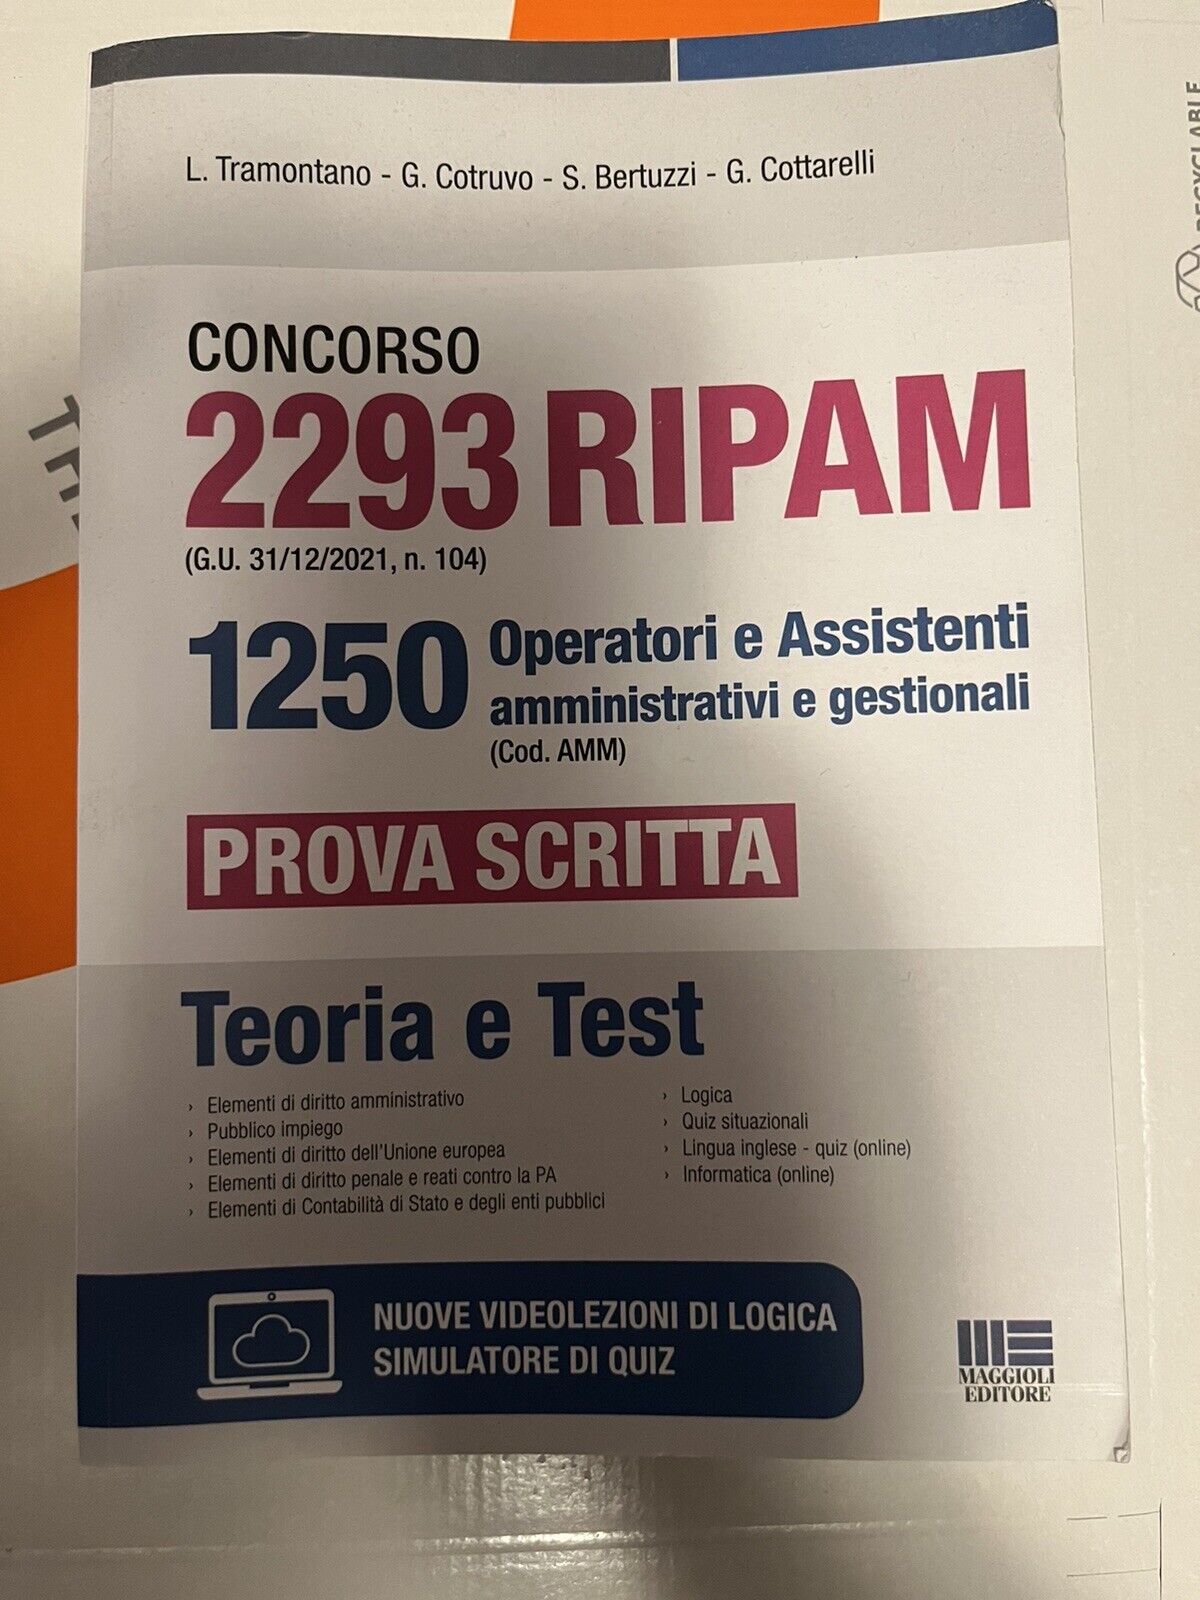 L. Tramontano - G. Cotruvo - S. Bertuzzi - G. Cottarelli
CONCORSO
2293 RIPAM
(G.U. 31/12/2021, n. 104)
1250 Operatori e Assistenti
amministrativi e gestionali
(Cod. AMM)
PROVA SCRITTA
Teoria e Test
› Elementi di diritto amministrativo
› Pubblico impiego
› Elementi di diritto dell'Unione europea
› Elementi di diritto penale e reati contro la PA
› Elementi di Contabilità di Stato e degli enti pubblici
› Logica
› Quiz situazionali
› Lingua inglese - quiz (online)
› Informatica (online)
NUOVE VIDEOLEZIONI DI LOGICA
SIMULATORE DI QUIZ
MAGGIOLI
EDITORE
RECYCLABLE